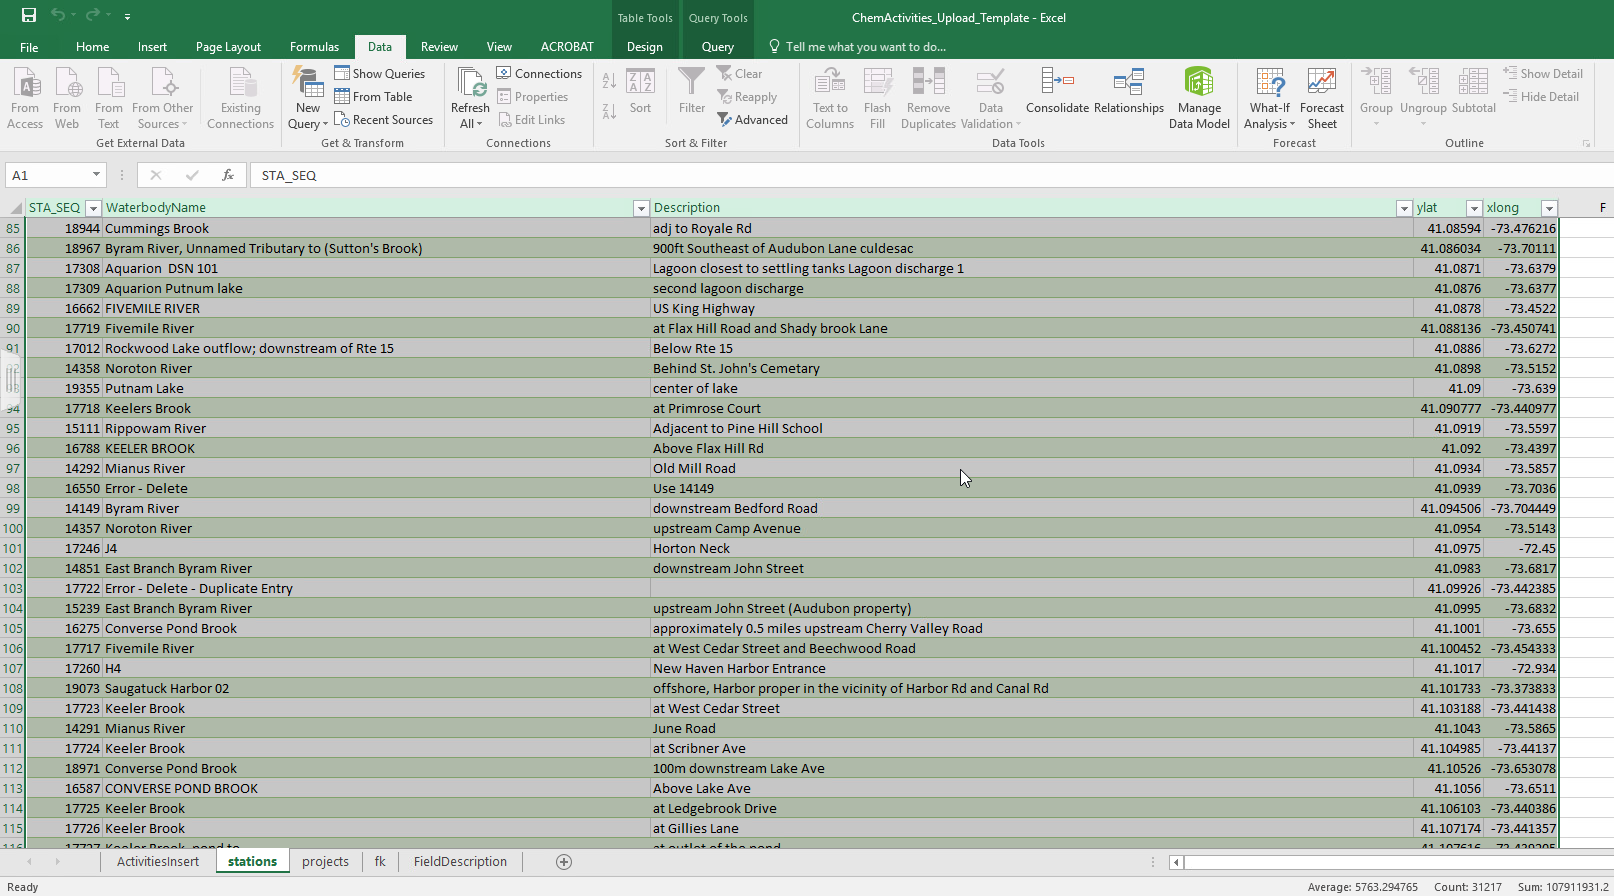 Table Tools Query Tools ChemActivities_Upload_Template - Excel
File Home Insert Page Layout Formulas Data Review View ACROBAT Design Query Tell me what you want to do...
From Access
From Web
From Text
From Other Sources
Existing Connections
Get External Data
New Query
Show Queries
From Table
Recent Sources
Get & Transform
Refresh All
Connections
Properties
Edit Links
Connections
Sort
Filter
Clear
Reapply
Advanced
Sort & Filter
Text to Columns
Flash Fill
Remove Duplicates
Data Validation
Consolidate
Relationships
Manage Data Model
Data Tools
What-If Analysis
Forecast Sheet
Forecast
Group
Ungroup
Subtotal
Show Detail
Hide Detail
Outline
A1 fx STA_SEQ
STA_SEQ WaterbodyName Description ylat xlong F
85 18944 Cummings Brook adj to Royale Rd 41.08594 -73.476216
86 18967 Byram River, Unnamed Tributary to (Sutton's Brook) 900ft Southeast of Audubon Lane culdesac 41.086034 -73.70111
87 17308 Aquarion  DSN 101 Lagoon closest to settling tanks Lagoon discharge 1 41.0871 -73.6379
88 17309 Aquarion Putnum lake second lagoon discharge 41.0876 -73.6377
89 16662 FIVEMILE RIVER US King Highway 41.0878 -73.4522
90 17719 Fivemile River at Flax Hill Road and Shady brook Lane 41.088136 -73.450741
91 17012 Rockwood Lake outflow; downstream of Rte 15 Below Rte 15 41.0886 -73.6272
14358 Noroton River Behind St. John's Cemetary 41.0898 -73.5152
19355 Putnam Lake center of lake 41.09 -73.639
94 17718 Keelers Brook at Primrose Court 41.090777 -73.440977
95 15111 Rippowam River Adjacent to Pine Hill School 41.0919 -73.5597
96 16788 KEELER BROOK Above Flax Hill Rd 41.092 -73.4397
97 14292 Mianus River Old Mill Road 41.0934 -73.5857
98 16550 Error - Delete Use 14149 41.0939 -73.7036
99 14149 Byram River downstream Bedford Road 41.094506 -73.704449
100 14357 Noroton River upstream Camp Avenue 41.0954 -73.5143
101 17246 J4 Horton Neck 41.0975 -72.45
102 14851 East Branch Byram River downstream John Street 41.0983 -73.6817
103 17722 Error - Delete - Duplicate Entry 41.09926 -73.442385
104 15239 East Branch Byram River upstream John Street (Audubon property) 41.0995 -73.6832
105 16275 Converse Pond Brook approximately 0.5 miles upstream Cherry Valley Road 41.1001 -73.655
106 17717 Fivemile River at West Cedar Street and Beechwood Road 41.100452 -73.454333
107 17260 H4 New Haven Harbor Entrance 41.1017 -72.934
108 19073 Saugatuck Harbor 02 offshore, Harbor proper in the vicinity of Harbor Rd and Canal Rd 41.101733 -73.373833
109 17723 Keeler Brook at West Cedar Street 41.103188 -73.441438
110 14291 Mianus River June Road 41.1043 -73.5865
111 17724 Keeler Brook at Scribner Ave 41.104985 -73.44137
112 18971 Converse Pond Brook 100m downstream Lake Ave 41.10526 -73.653078
113 16587 CONVERSE POND BROOK Above Lake Ave 41.1056 -73.6511
114 17725 Keeler Brook at Ledgebrook Drive 41.106103 -73.440386
115 17726 Keeler Brook at Gillies Lane 41.107174 -73.441357
116 17727 Keeler Brook, pond to at outlet of the pond 41.107616
ActivitiesInsert stations projects fk FieldDescription
Ready Average: 5763.294765 Count: 31217 Sum: 107911931.2